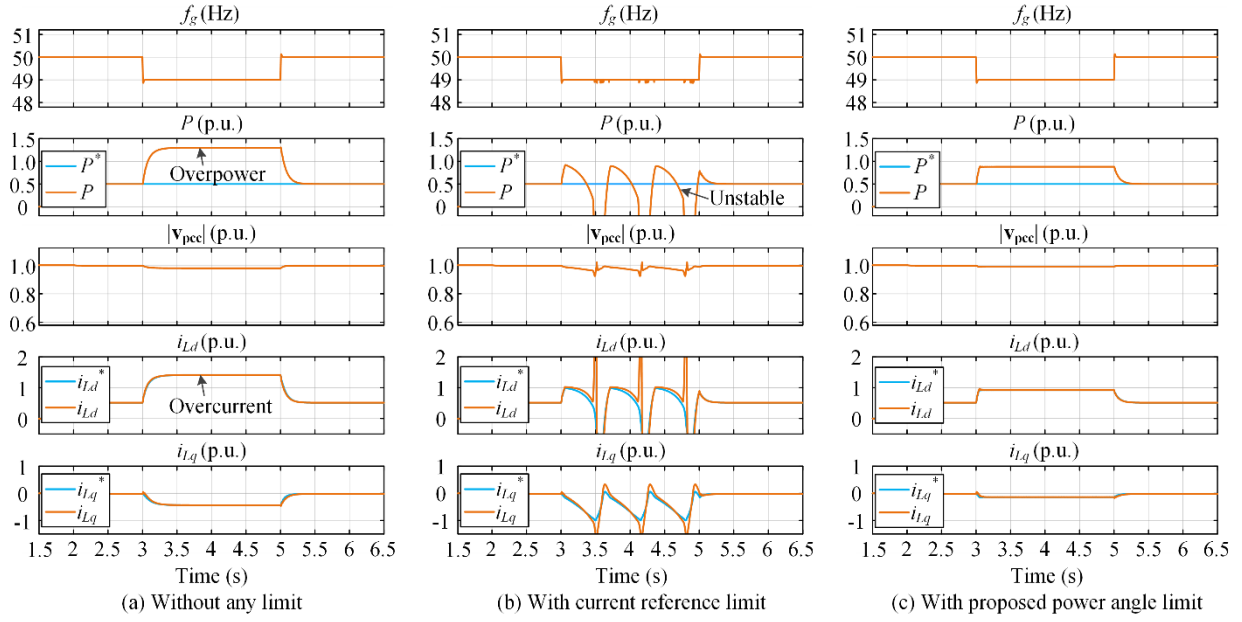 f_g (Hz)
51
50
49
48
P (p.u.)
1.5
1.0
0.5
0
P*
P
Overpower
|v_pcc| (p.u.)
1.0
0.8
0.6
i_Ld (p.u.)
2
1
0
i_Ld*
i_Ld
Overcurrent
i_Lq (p.u.)
1
0
-1
i_Lq*
i_Lq
1.5 2 2.5 3 3.5 4 4.5 5 5.5 6 6.5
Time (s)
(a) Without any limit
f_g (Hz)
51
50
49
48
P (p.u.)
1.5
1.0
0.5
0
P*
P
Unstable
|v_pcc| (p.u.)
1.0
0.8
0.6
i_Ld (p.u.)
2
1
0
i_Ld*
i_Ld
i_Lq (p.u.)
1
0
-1
i_Lq*
i_Lq
1.5 2 2.5 3 3.5 4 4.5 5 5.5 6 6.5
Time (s)
(b) With current reference limit
f_g (Hz)
51
50
49
48
P (p.u.)
1.5
1.0
0.5
0
P*
P
|v_pcc| (p.u.)
1.0
0.8
0.6
i_Ld (p.u.)
2
1
0
i_Ld*
i_Ld
i_Lq (p.u.)
1
0
-1
i_Lq*
i_Lq
1.5 2 2.5 3 3.5 4 4.5 5 5.5 6 6.5
Time (s)
(c) With proposed power angle limit